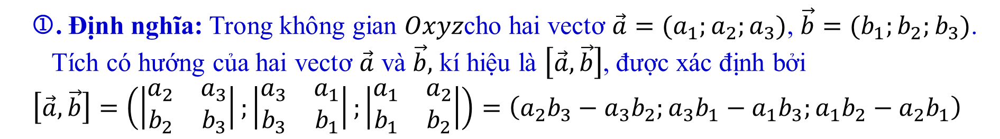 ①. Định nghĩa: Trong không gian Oxyzcho hai vectơ $\vec{a} = (a_1; a_2; a_3)$, $\vec{b} = (b_1; b_2; b_3)$.
Tích có hướng của hai vectơ $\vec{a}$ và $\vec{b}$, kí hiệu là $[\vec{a}, \vec{b}]$, được xác định bởi
$[\vec{a}, \vec{b}] = \left(\begin{vmatrix} a_2 & a_3 \\ b_2 & b_3 \end{vmatrix}; \begin{vmatrix} a_3 & a_1 \\ b_3 & b_1 \end{vmatrix}; \begin{vmatrix} a_1 & a_2 \\ b_1 & b_2 \end{vmatrix}\right) = (a_2b_3 - a_3b_2; a_3b_1 - a_1b_3; a_1b_2 - a_2b_1)$